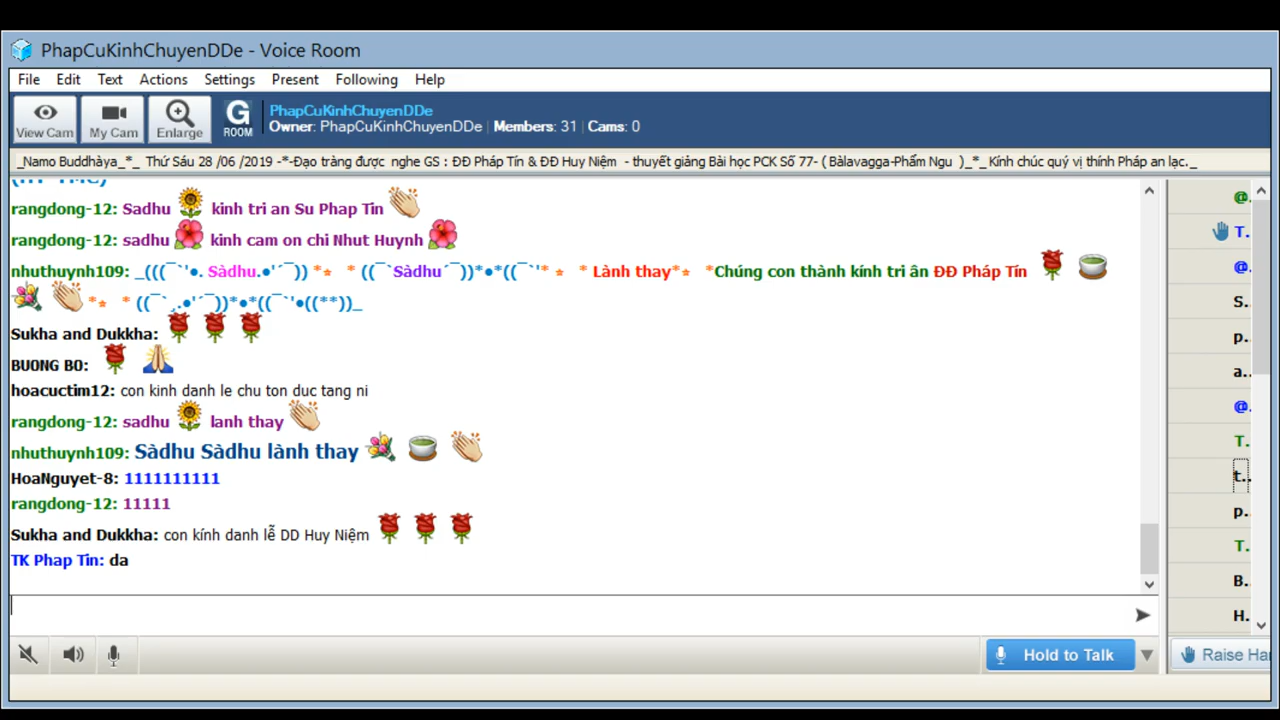 PhapCuKinhChuyenDDe - Voice Room
File Edit Text Actions Settings Present Following Help
View Cam My Cam Enlarge G ROOM
PhapCuKinhChuyenDDe
Owner: PhapCuKinhChuyenDDe | Members: 31 | Cams: 0
_Namo Buddhàya_*_ Thứ Sáu 28 /06 /2019 -*-Đạo tràng được nghe GS : ĐĐ Pháp Tín & ĐĐ Huy Niệm - thuyết giảng Bài học PCK Số 77- ( Bàlavagga-Phẩm Ngu )_*_Kính chúc quý vị thính Pháp an lạc._
rangdong-12: Sadhu kinh tri an Su Phap Tin
rangdong-12: sadhu kinh cam on chi Nhut Huynh
nhuthuynh109: _(((¯`'•. Sàdhu.•'´¯)) *⋆ * ((¯`Sàdhu´¯))*•*((¯`'* ⋆ * Lành thay*⋆ *Chúng con thành kính tri ân ĐĐ Pháp Tín
*⋆ * ((¯`¸.•'´¯))*•*((¯`'•((**))_
Sukha and Dukkha:
BUONG BO:
hoacuctim12: con kinh danh le chu ton duc tang ni
rangdong-12: sadhu lanh thay
nhuthuynh109: Sàdhu Sàdhu lành thay
HoaNguyet-8: 1111111111
rangdong-12: 11111
Sukha and Dukkha: con kính danh lễ DD Huy Niệm
TK Phap Tin: da
@.
T.
@.
S.
p.
a..
@.
T.
t..
p.
T.
B..
H.
Hold to Talk
Raise Han